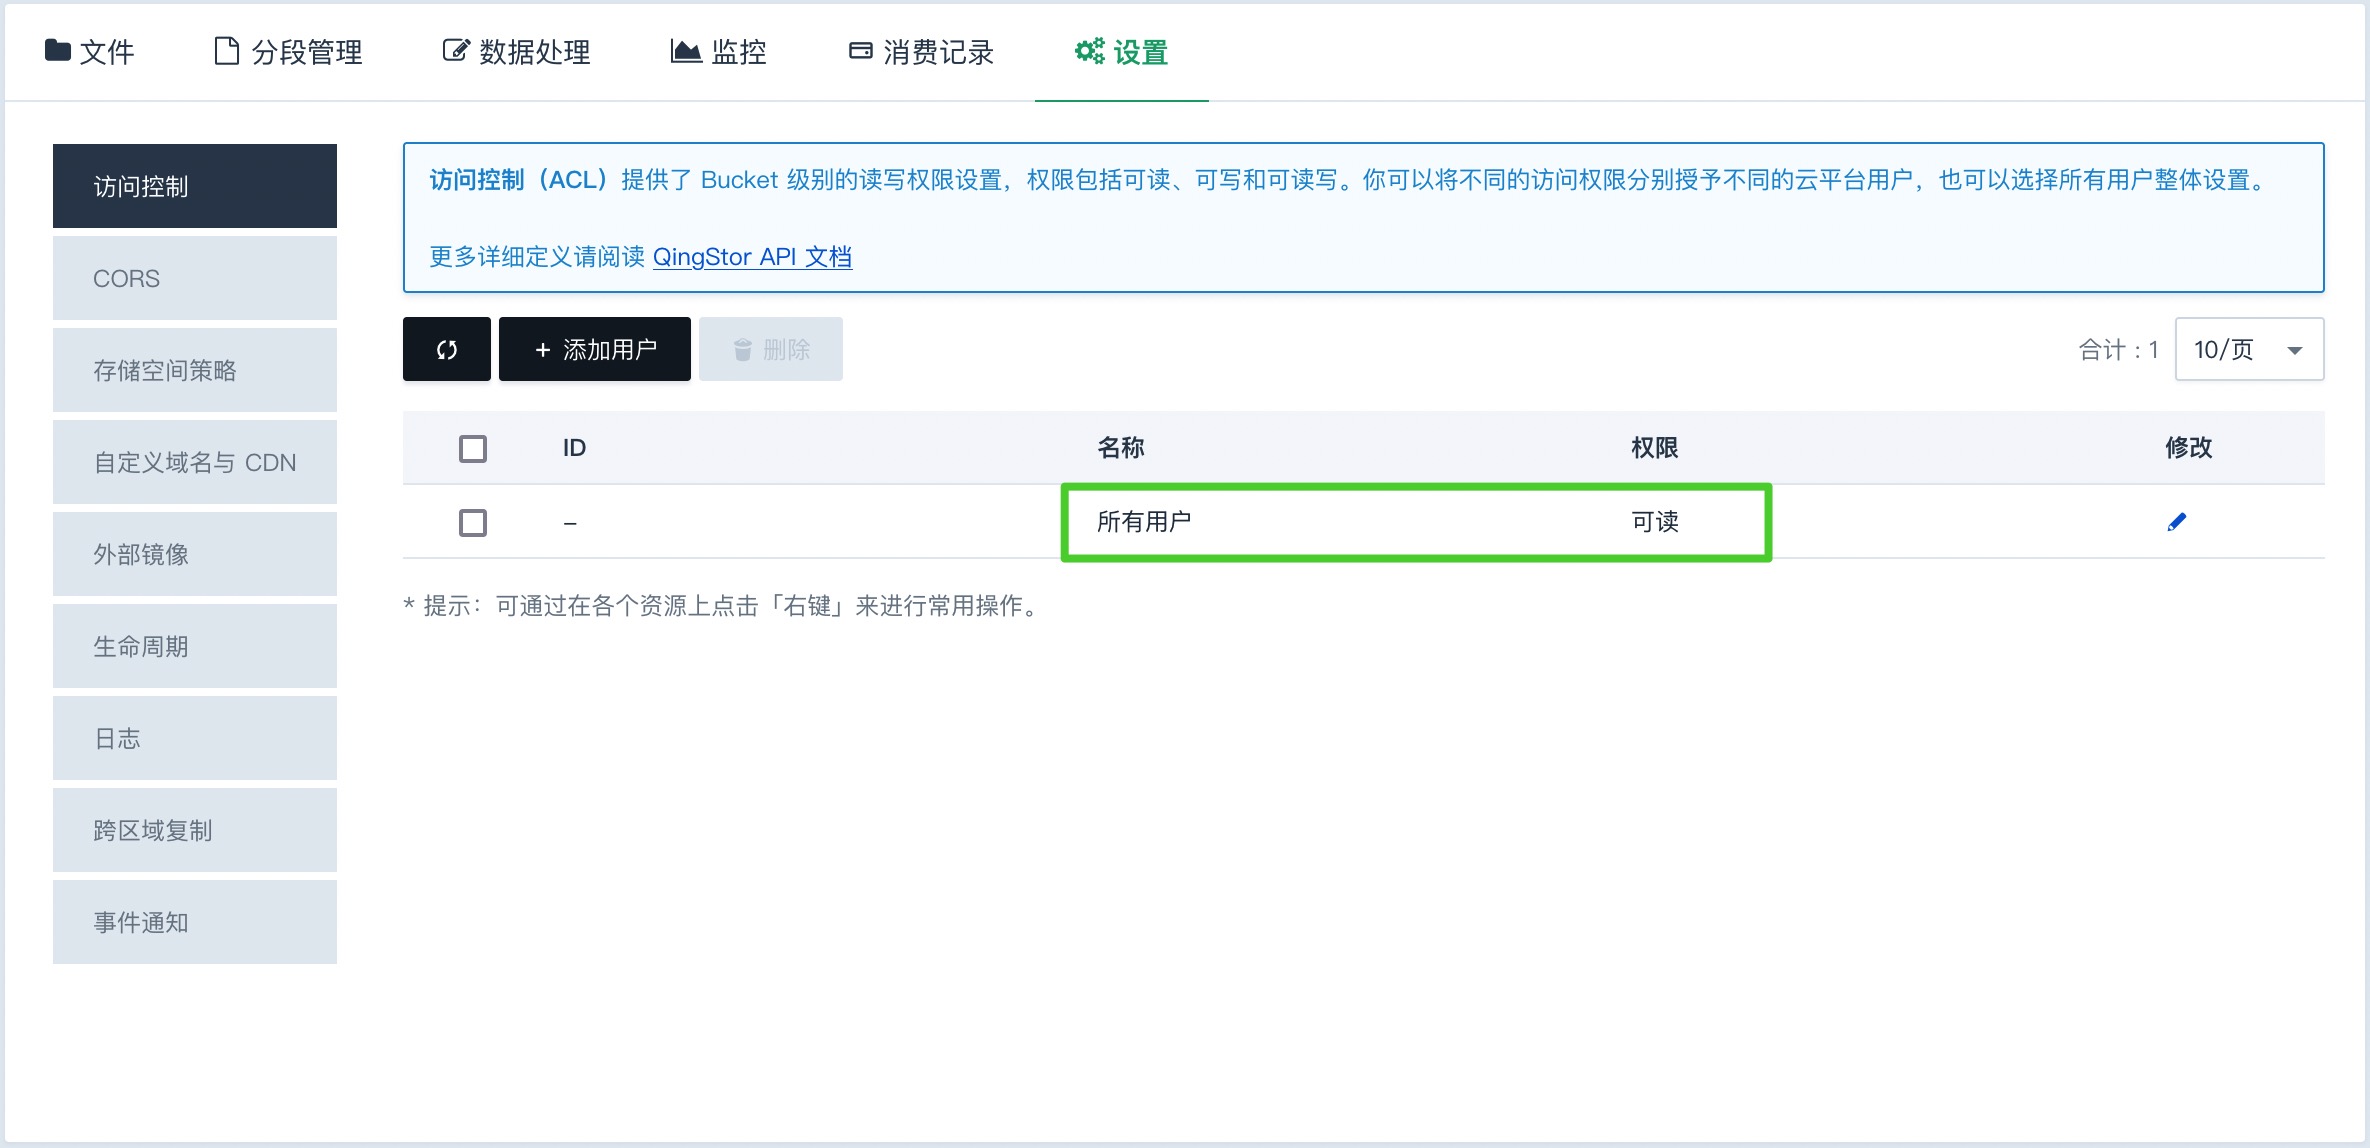 文件 分段管理 数据处理 监控 消费记录 设置
访问控制
CORS
存储空间策略
自定义域名与 CDN
外部镜像
生命周期
日志
跨区域复制
事件通知
访问控制（ACL）提供了 Bucket 级别的读写权限设置，权限包括可读、可写和可读写。你可以将不同的访问权限分别授予不同的云平台用户，也可以选择所有用户整体设置。
更多详细定义请阅读 QingStor API 文档
+ 添加用户 删除 合计：1 10/页
ID 名称 权限 修改
– 所有用户 可读
* 提示：可通过在各个资源上点击「右键」来进行常用操作。